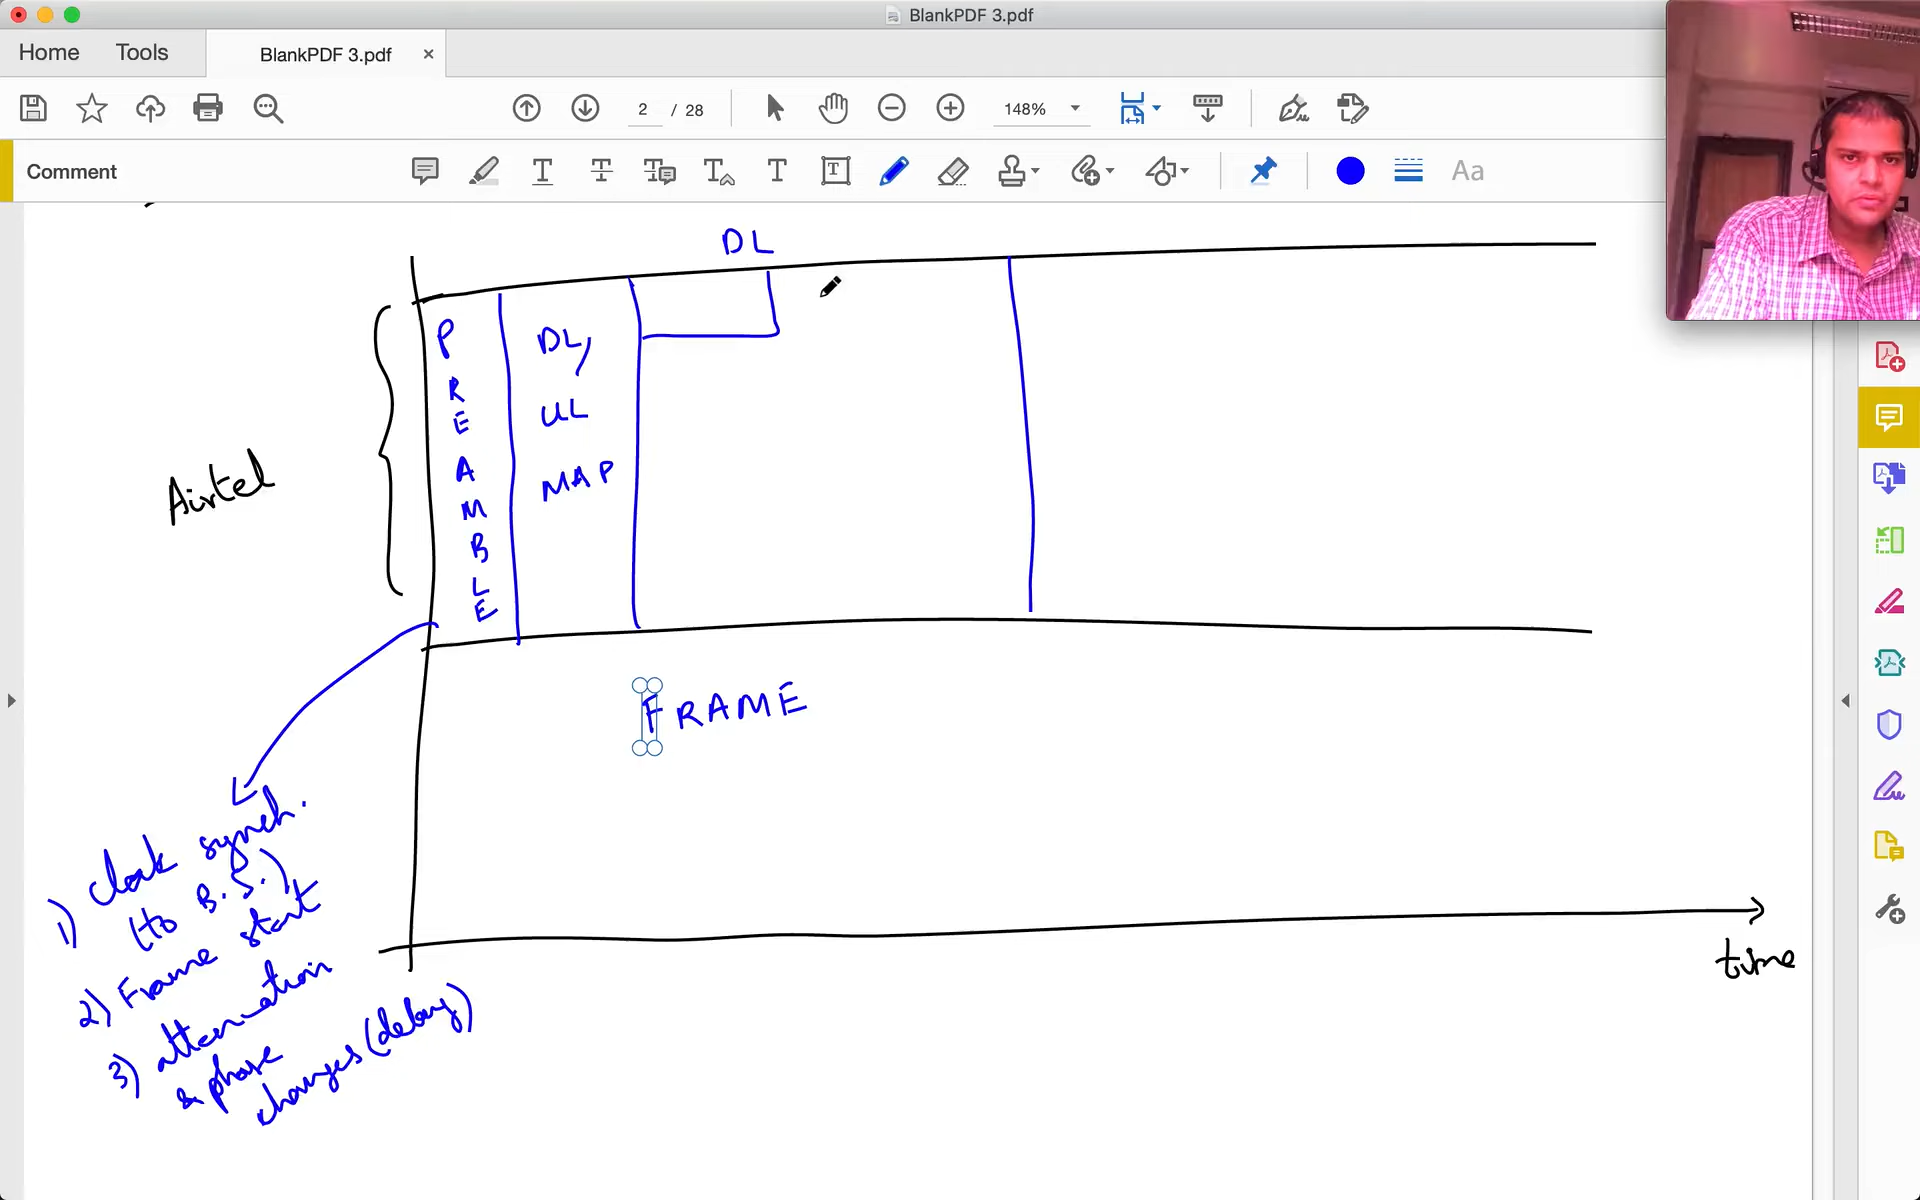 BlankPDF 3.pdf
Home
Tools
BlankPDF 3.pdf ×
2 / 28
148%
Comment
Aa
DL
PREAMBLE
DL,
UL
MAP
Airtel
FRAME
time
1) clock synch.
(to B.S.)
2) Frame start
3) attenuation
& phase
changes (delay)